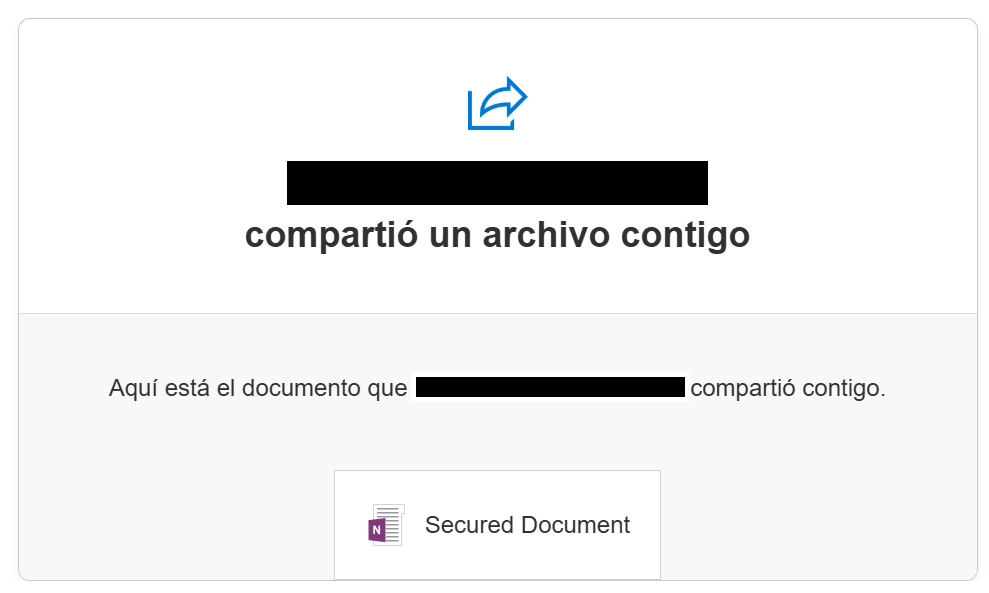 compartió un archivo contigo
Aquí está el documento que compartió contigo.
N
Secured Document